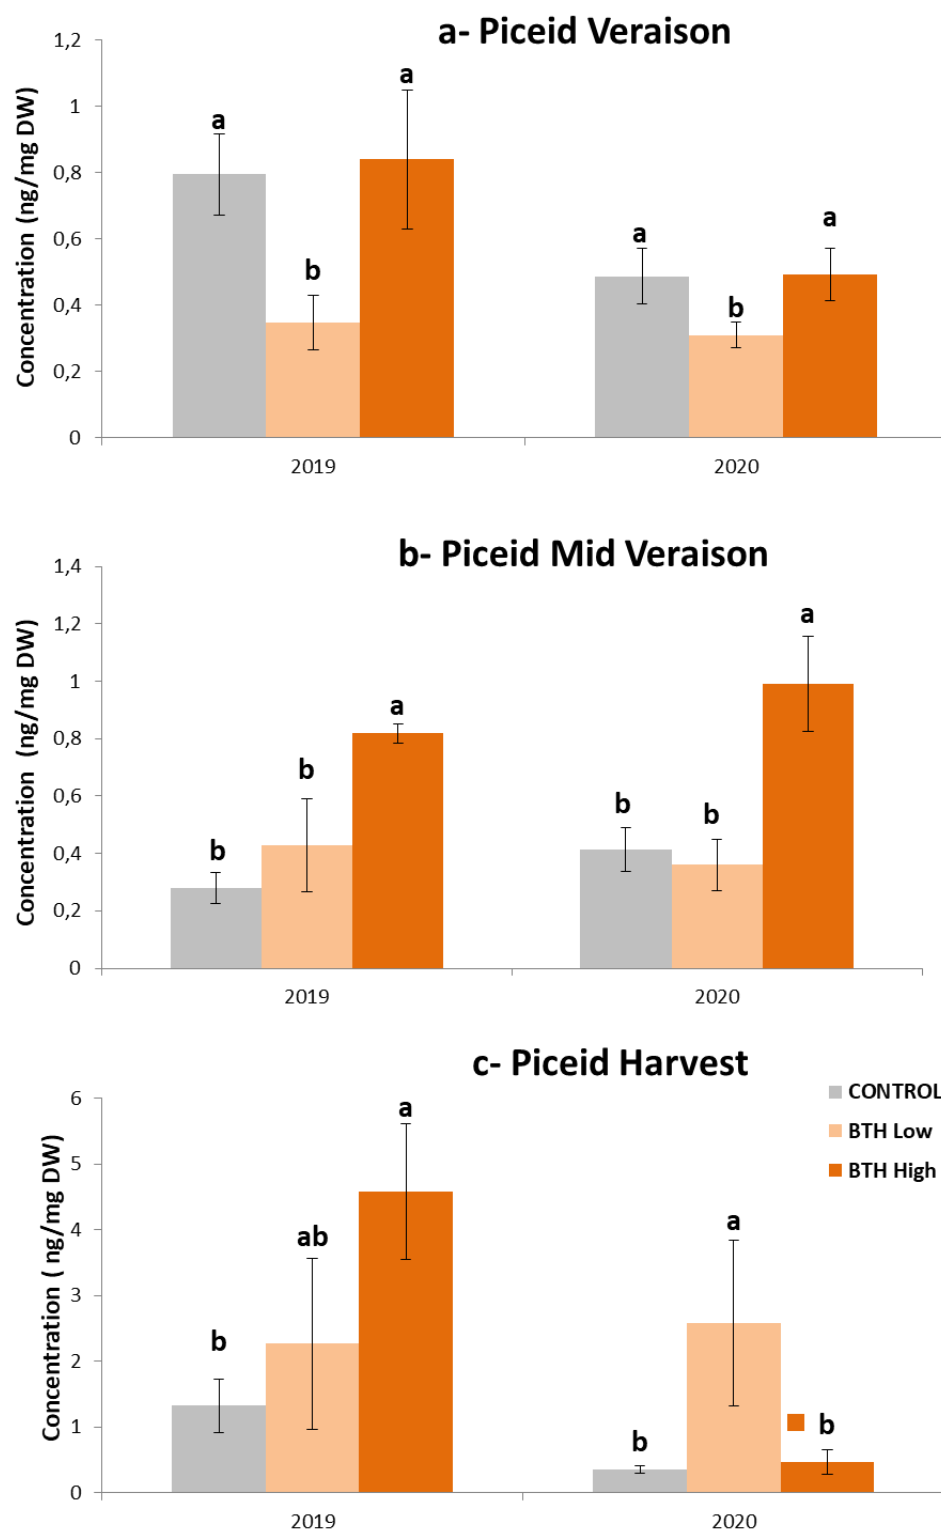 a- Piceid Veraison
Concentration (ng/mg DW)
1,2
1
0,8
0,6
0,4
0,2
0
a
b
a
a
b
a
2019
2020
b- Piceid Mid Veraison
Concentration (ng/mg DW)
1,4
1,2
1
0,8
0,6
0,4
0,2
0
b
b
a
b
b
a
2019
2020
c- Piceid Harvest
Concentration ( ng/mg DW)
6
5
4
3
2
1
0
b
ab
a
b
a
b
CONTROL
BTH Low
BTH High
2019
2020